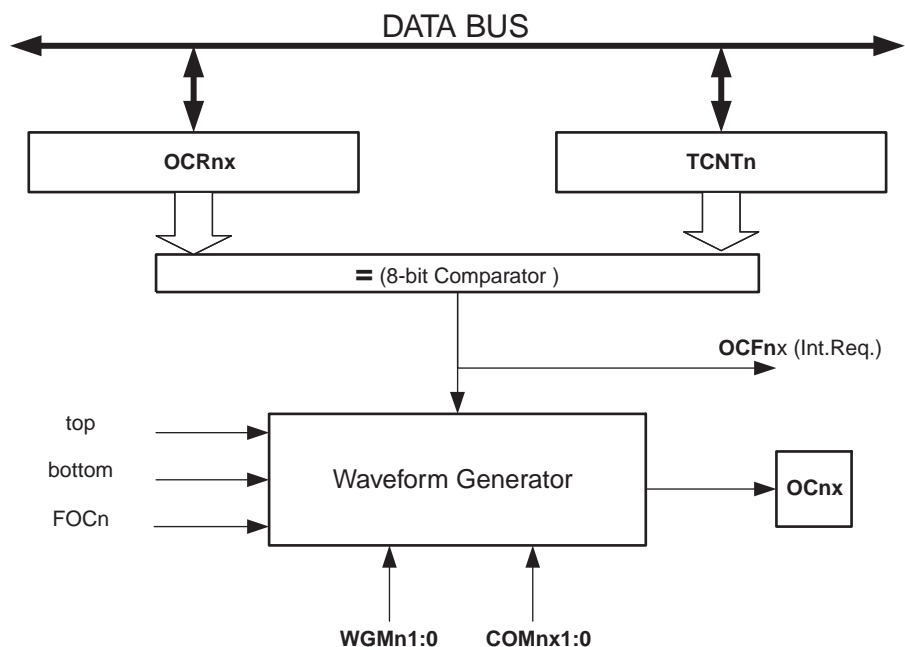 DATA BUS
OCRnx
TCNTn
= (8-bit Comparator )
OCFnx (Int.Req.)
top
bottom
FOCn
Waveform Generator
OCnx
WGMn1:0
COMnx1:0